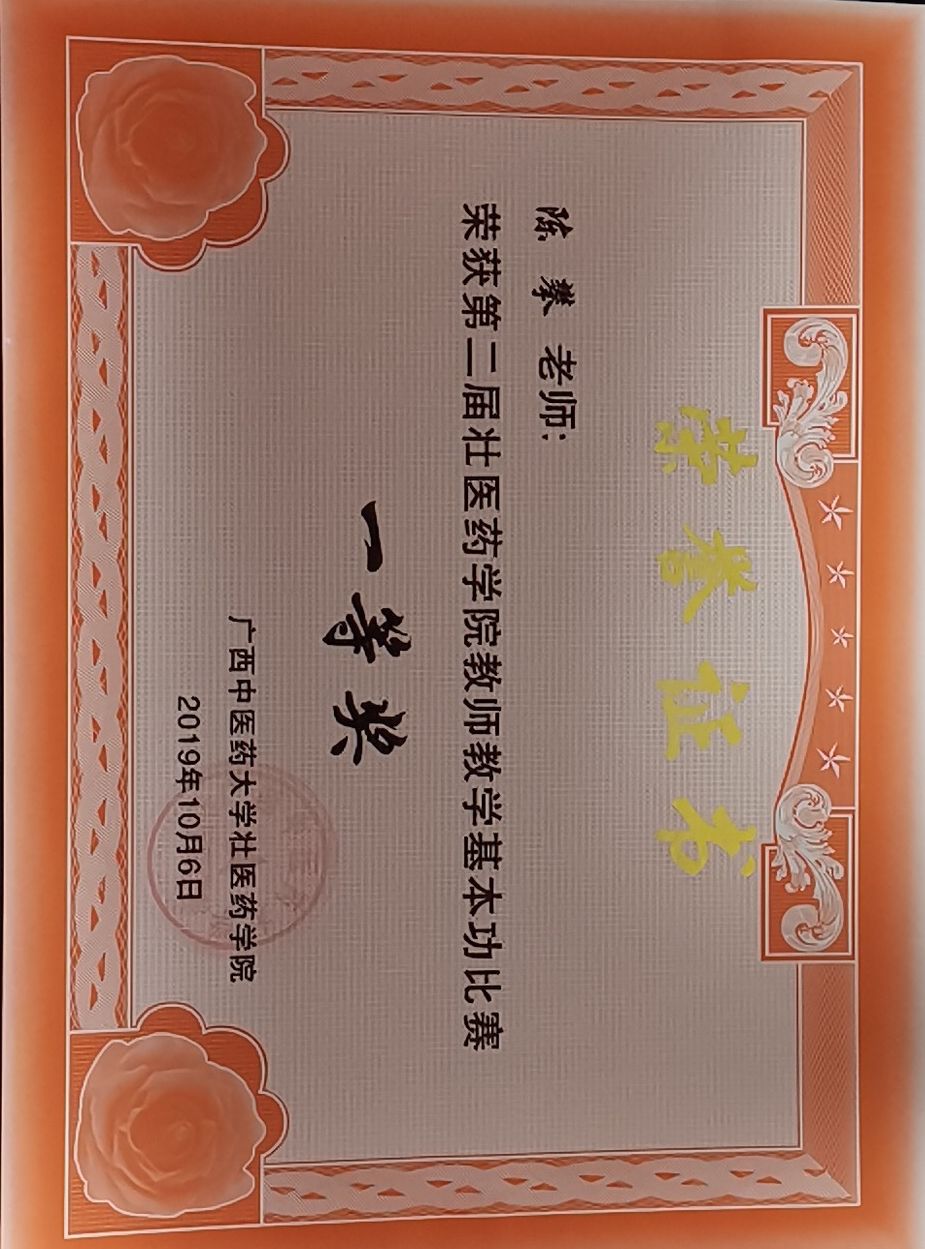 荣誉证书
陈攀 老师:
荣获第二届壮医药学院教师教学基本功比赛
一等奖
广西中医药大学壮医药学院
2019年10月6日